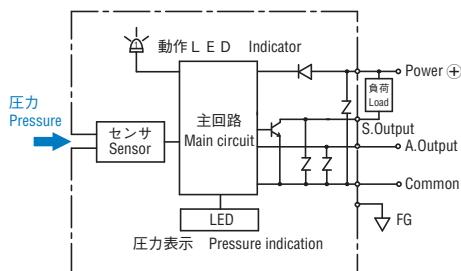 動作LED Indicator
Power ⊕
負荷
Load
圧力
Pressure
センサ
Sensor
主回路
Main circuit
S.Output
A.Output
Common
LED
FG
圧力表示 Pressure indication